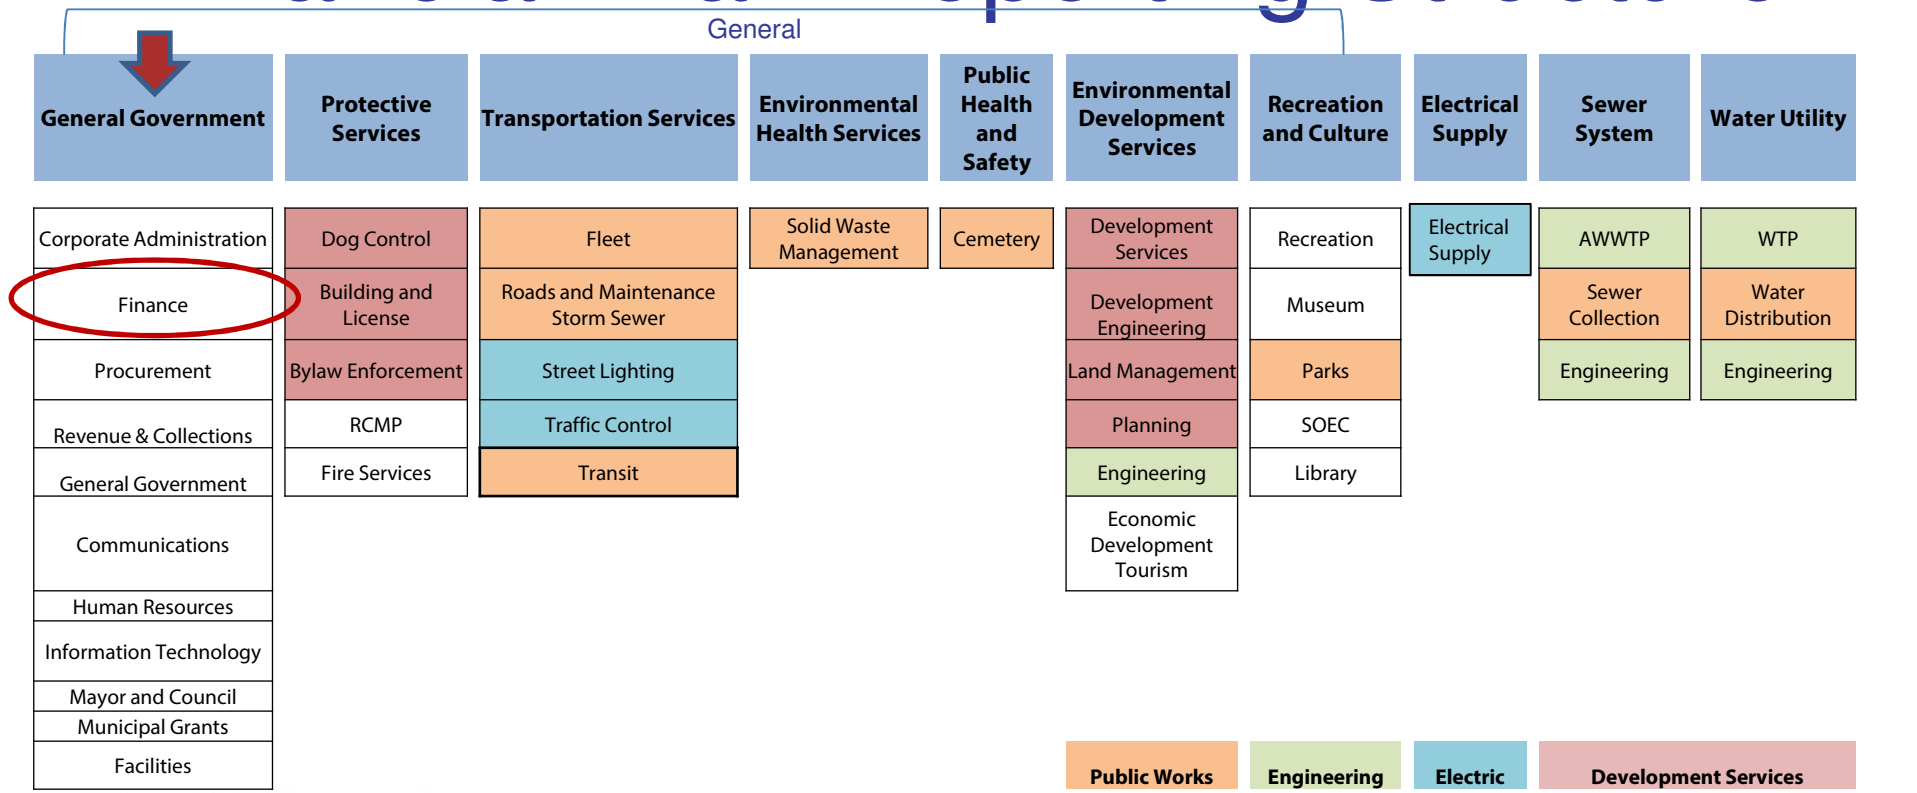 General
General Government
Protective
Services
Transportation Services
Environmental
Health Services
Public
Health
and
Safety
Environmental
Development
Services
Recreation
and Culture
Electrical
Supply
Sewer
System
Water Utility
Corporate Administration
Finance
Procurement
Revenue & Collections
General Government
Communications
Human Resources
Information Technology
Mayor and Council
Municipal Grants
Facilities
Dog Control
Building and
License
Bylaw Enforcement
RCMP
Fire Services
Fleet
Roads and Maintenance
Storm Sewer
Street Lighting
Traffic Control
Transit
Solid Waste
Management
Cemetery
Development
Services
Development
Engineering
Land Management
Planning
Engineering
Economic
Development
Tourism
Recreation
Museum
Parks
SOEC
Library
Electrical
Supply
AWWTP
Sewer
Collection
Engineering
WTP
Water
Distribution
Engineering
Public Works
Engineering
Electric
Development Services